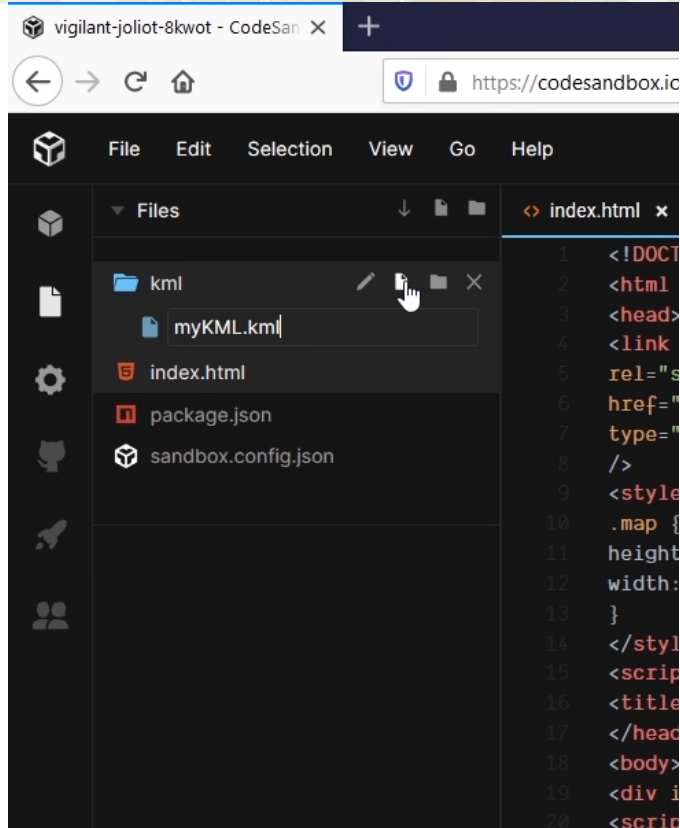 vigilant-joliot-8kwot - CodeSan
https://codesandbox.io
File Edit Selection View Go Help
Files
kml
myKML.kml
index.html
package.json
sandbox.config.json
index.html
1 <!DOCT
2 <html
3 <head>
4 <link
5 rel="s
6 href="
7 type="
8 />
9 <style
10 .map {
11 height
12 width:
13 }
14 </styl
15 <scrip
16 <title
17 </head
18 <body>
19 <div i
20 <scrip